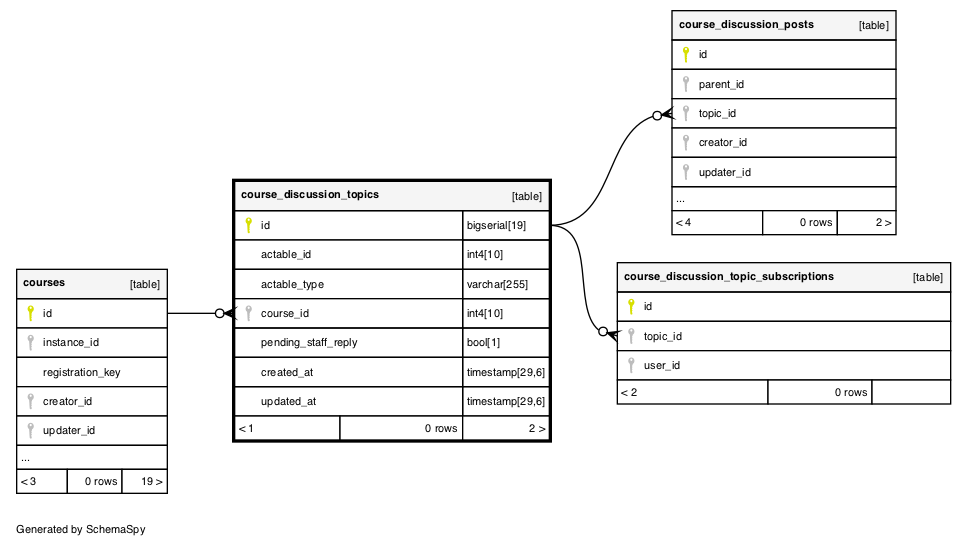 course_discussion_posts [table]
id
parent_id
topic_id
creator_id
updater_id
...
< 4 0 rows 2 >
course_discussion_topics [table]
id bigserial[19]
actable_id int4[10]
actable_type varchar[255]
course_id int4[10]
pending_staff_reply bool[1]
created_at timestamp[29,6]
updated_at timestamp[29,6]
< 1 0 rows 2 >
course_discussion_topic_subscriptions [table]
id
topic_id
user_id
< 2 0 rows
courses [table]
id
instance_id
registration_key
creator_id
updater_id
...
< 3 0 rows 19 >
Generated by SchemaSpy